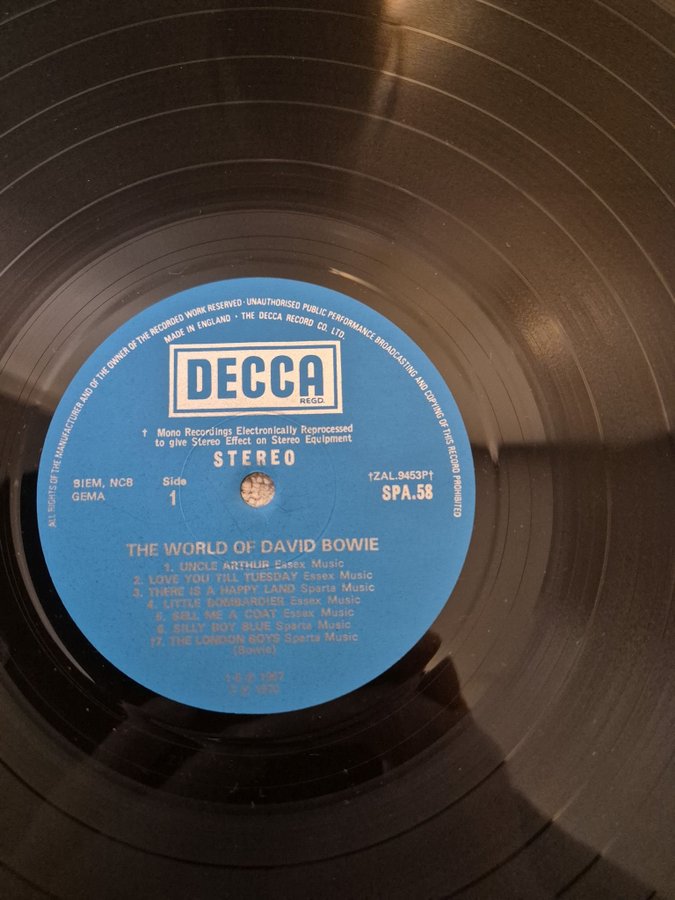 ALL RIGHTS OF THE MANUFACTURER AND OF THE OWNER OF THE RECORDED WORK RESERVED · UNAUTHORISED PUBLIC PERFORMANCE BROADCASTING AND COPYING OF THIS RECORD PROHIBITED
MADE IN ENGLAND · THE DECCA RECORD CO. LTD.
DECCA
REGD.
† Mono Recordings Electronically Reprocessed
to give Stereo Effect on Stereo Equipment
STEREO
BIEM, NCB
GEMA
Side
1
†ZAL.9453P†
SPA.58
THE WORLD OF DAVID BOWIE
1. UNCLE ARTHUR Essex Music
2. LOVE YOU TILL TUESDAY Essex Music
3. THERE IS A HAPPY LAND Sparta Music
4. LITTLE BOMBARDIER Essex Music
5. SELL ME A COAT Essex Music
6. SILLY BOY BLUE Sparta Music
†7. THE LONDON BOYS Sparta Music
(Bowie)
1-6 ℗ 1967
7 ℗ 1970